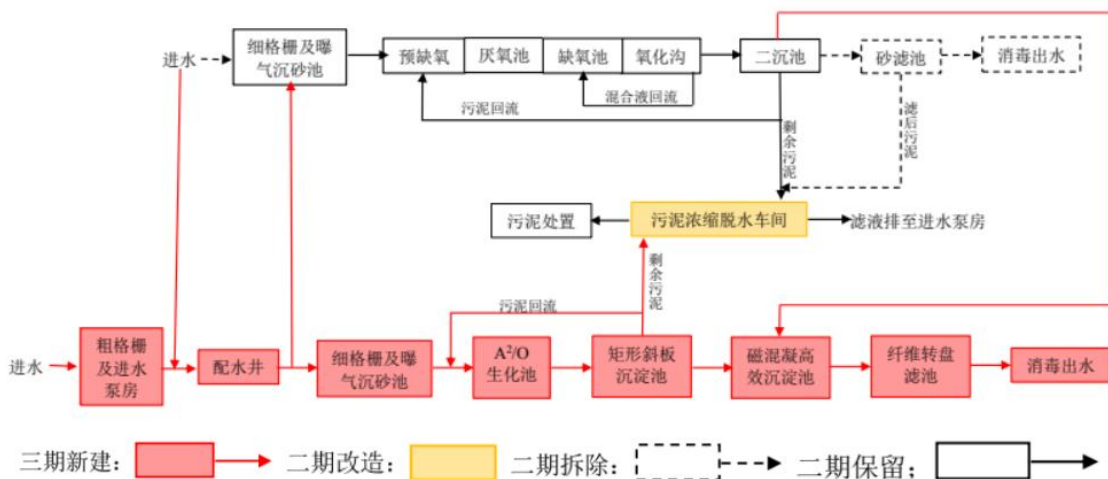 进水
细格栅及曝
气沉砂池
预缺氧
厌氧池
缺氧池
氧化沟
二沉池
砂滤池
消毒出水
混合液回流
污泥回流
剩余污泥
滤后污泥
污泥处置
污泥浓缩脱水车间
滤液排至进水泵房
剩余污泥
污泥回流
进水
粗格栅
及进水
泵房
配水井
细格栅及曝
气沉砂池
A²/O
生化池
矩形斜板
沉淀池
磁混凝高
效沉淀池
纤维转盘
滤池
消毒出水
三期新建：
二期改造：
二期拆除：
二期保留；